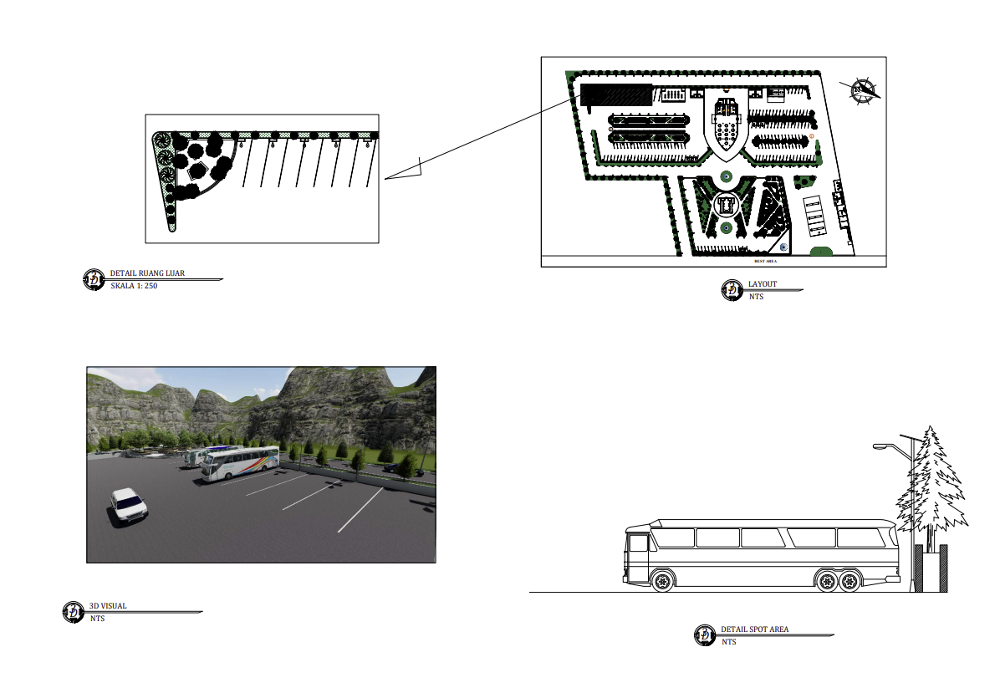 REST AREA
DETAIL RUANG LUAR
SKALA 1: 250
LAYOUT
NTS
3D VISUAL
NTS
DETAIL SPOT AREA
NTS